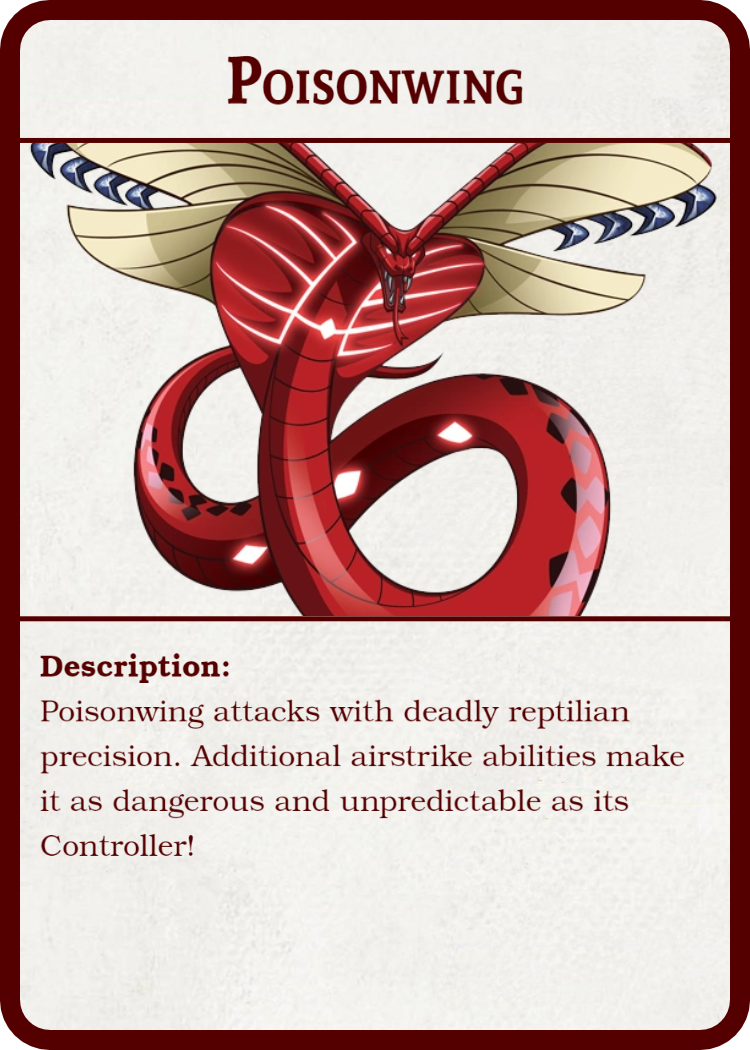 Poisonwing
Description:
Poisonwing attacks with deadly reptilian
precision. Additional airstrike abilities make
it as dangerous and unpredictable as its
Controller!